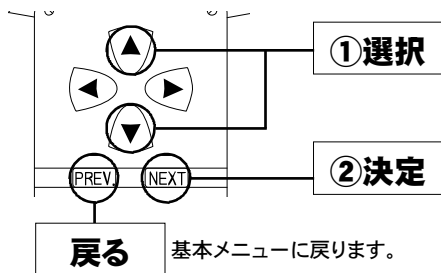 ①選択
PREV.
NEXT
②決定
戻る
基本メニューに戻ります。